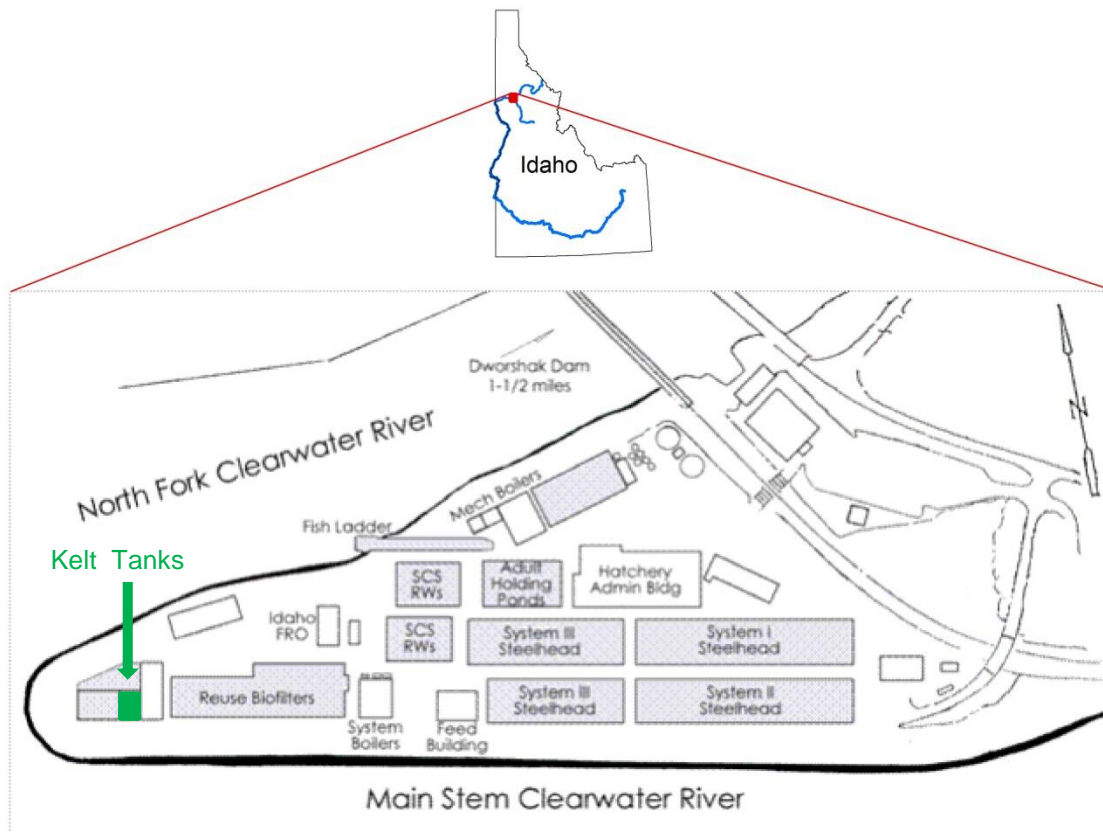 Idaho
Dworshak Dam
1-1/2 miles
North Fork Clearwater River
N
Mech Boilers
Fish Ladder
Kelt Tanks
SCS
RWs
Adult
Holding
Ponds
Hatchery
Admin Bldg
Idaho
FRO
SCS
RWs
System III
Steelhead
System I
Steelhead
Reuse Biofilters
System III
Steelhead
System II
Steelhead
System
Boilers
Feed
Building
Main Stem Clearwater River